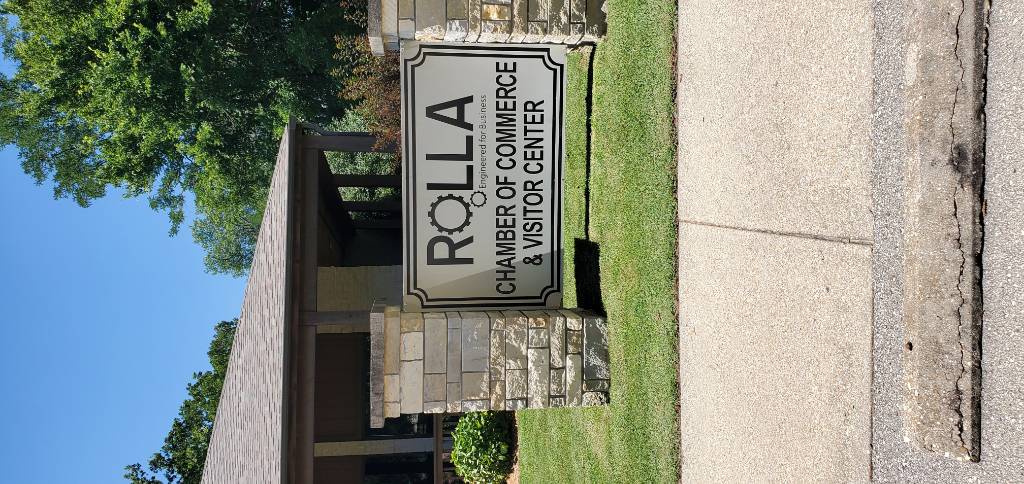 ROLLA
Engineered for Business
CHAMBER OF COMMERCE
& VISITOR CENTER